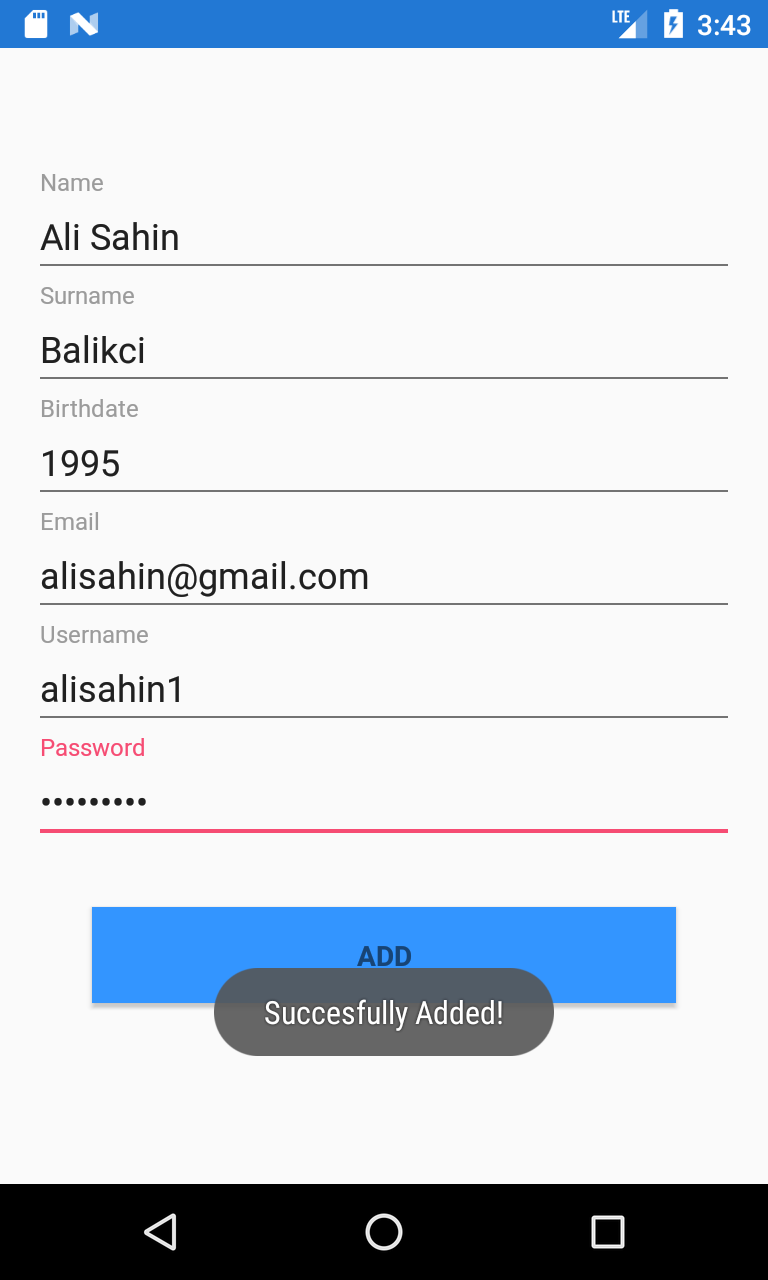 LTE 3:43
Name
Ali Sahin
Surname
Balikci
Birthdate
1995
Email
alisahin@gmail.com
Username
alisahin1
Password
•••••••••
ADD
Succesfully Added!